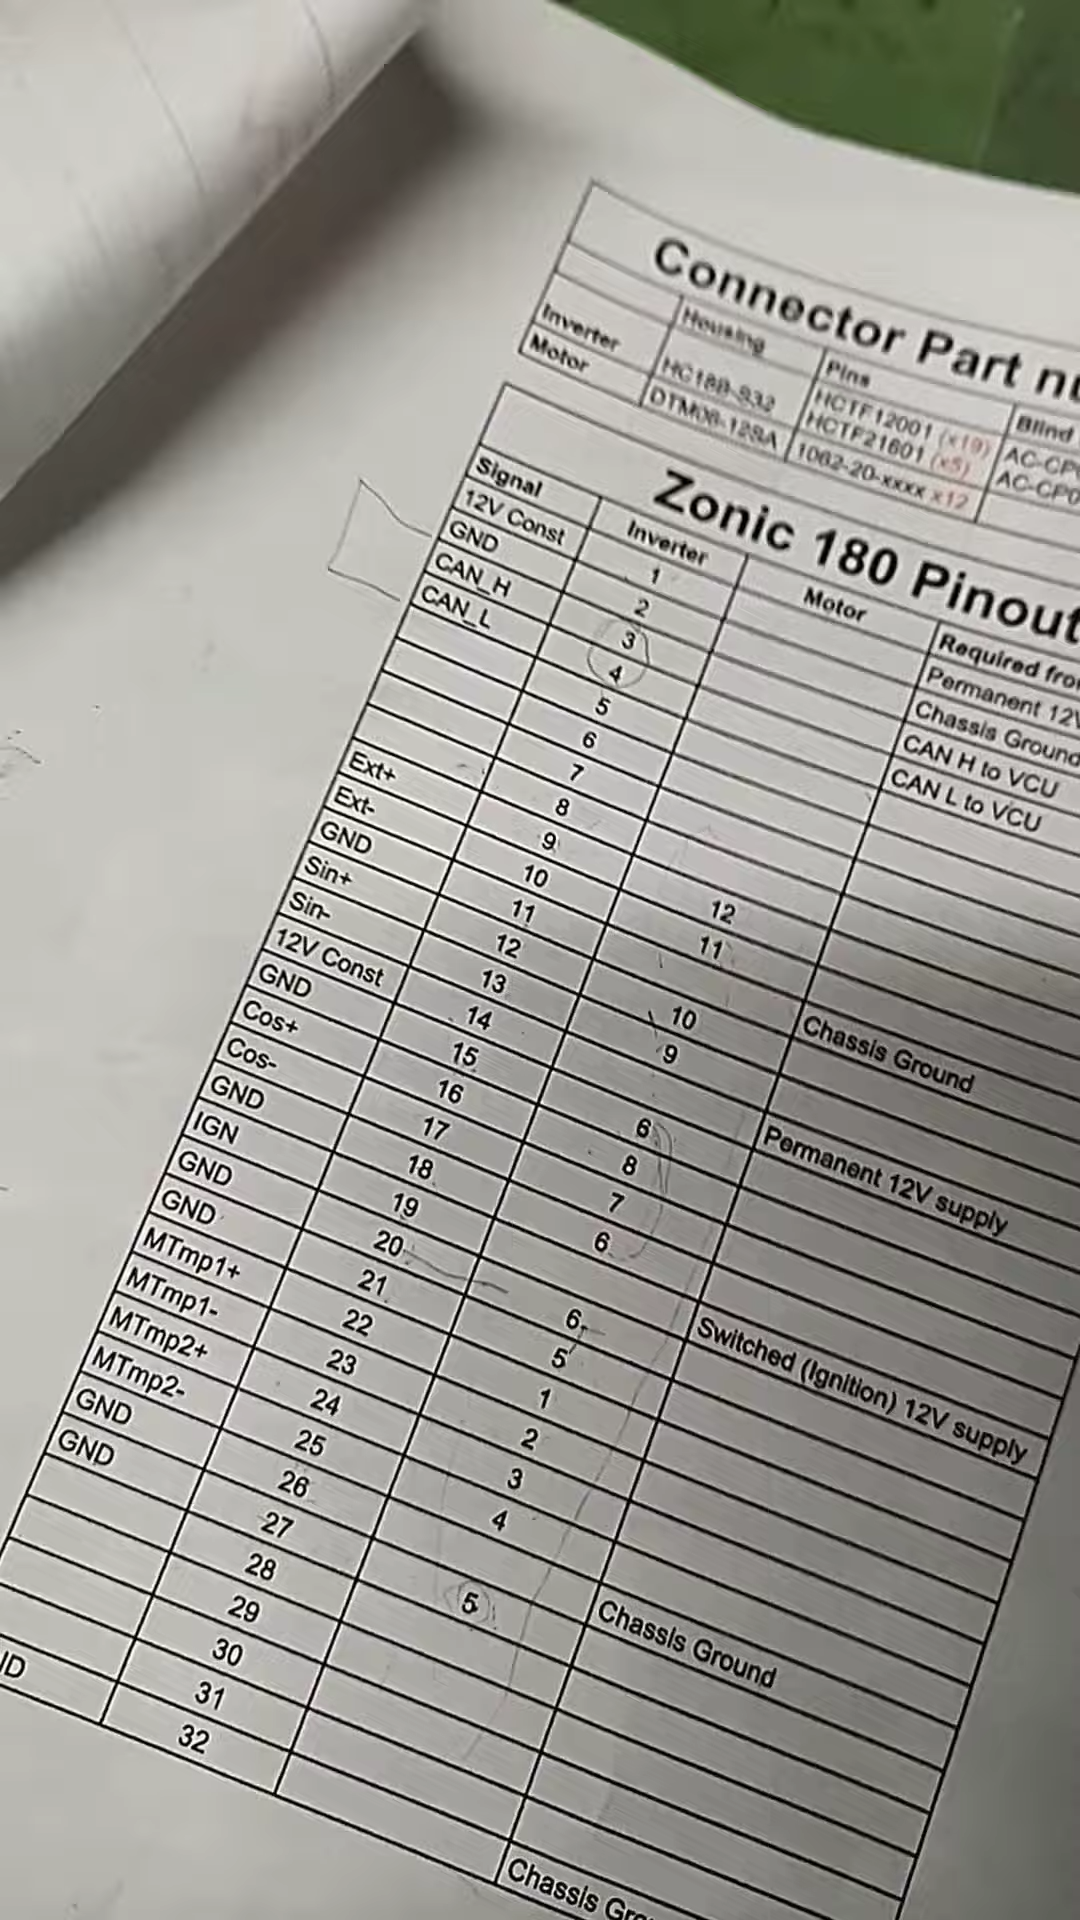 Connector Part nu
Housing Pins Blind
Inverter HC18B-S32 HCTF12001 (x19) AC-CP
HCTF21601 (x5) AC-CP0
Motor DTM06-12SA 1062-20-xxxx x12
Zonic 180 Pinout
Signal Inverter Motor Required fro
12V Const 1 Permanent 12V
GND 2 Chassis Ground
CAN_H 3 CAN H to VCU
CAN_L 4 CAN L to VCU
5
6
7
8
Ext+ 9 12
Ext- 10 11
GND 11 Chassis Ground
Sin+ 12 10
Sin- 13 9
12V Const 14 Permanent 12V supply
GND 15 6
Cos+ 16 8
Cos- 17 7
GND 18 6
IGN 19 Switched (Ignition) 12V supply
GND 20 6
GND 21 5
MTmp1+ 22 1
MTmp1- 23 2
MTmp2+ 24 3
MTmp2- 25 4
GND 26 Chassis Ground
GND 27 5
28
29
30
31
ID 32 Chassis Gro